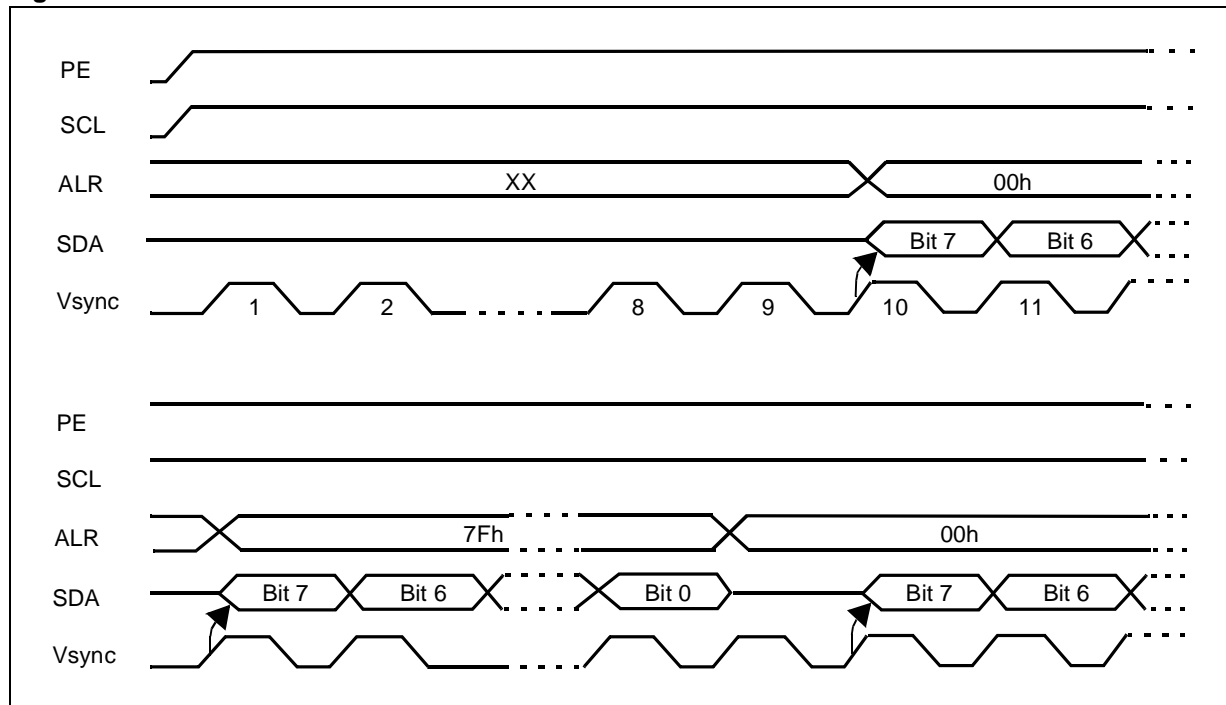 PE
SCL
ALR XX 00h
SDA Bit 7 Bit 6
Vsync 1 2 8 9 10 11
PE
SCL
ALR 7Fh 00h
SDA Bit 7 Bit 6 Bit 0 Bit 7 Bit 6
Vsync